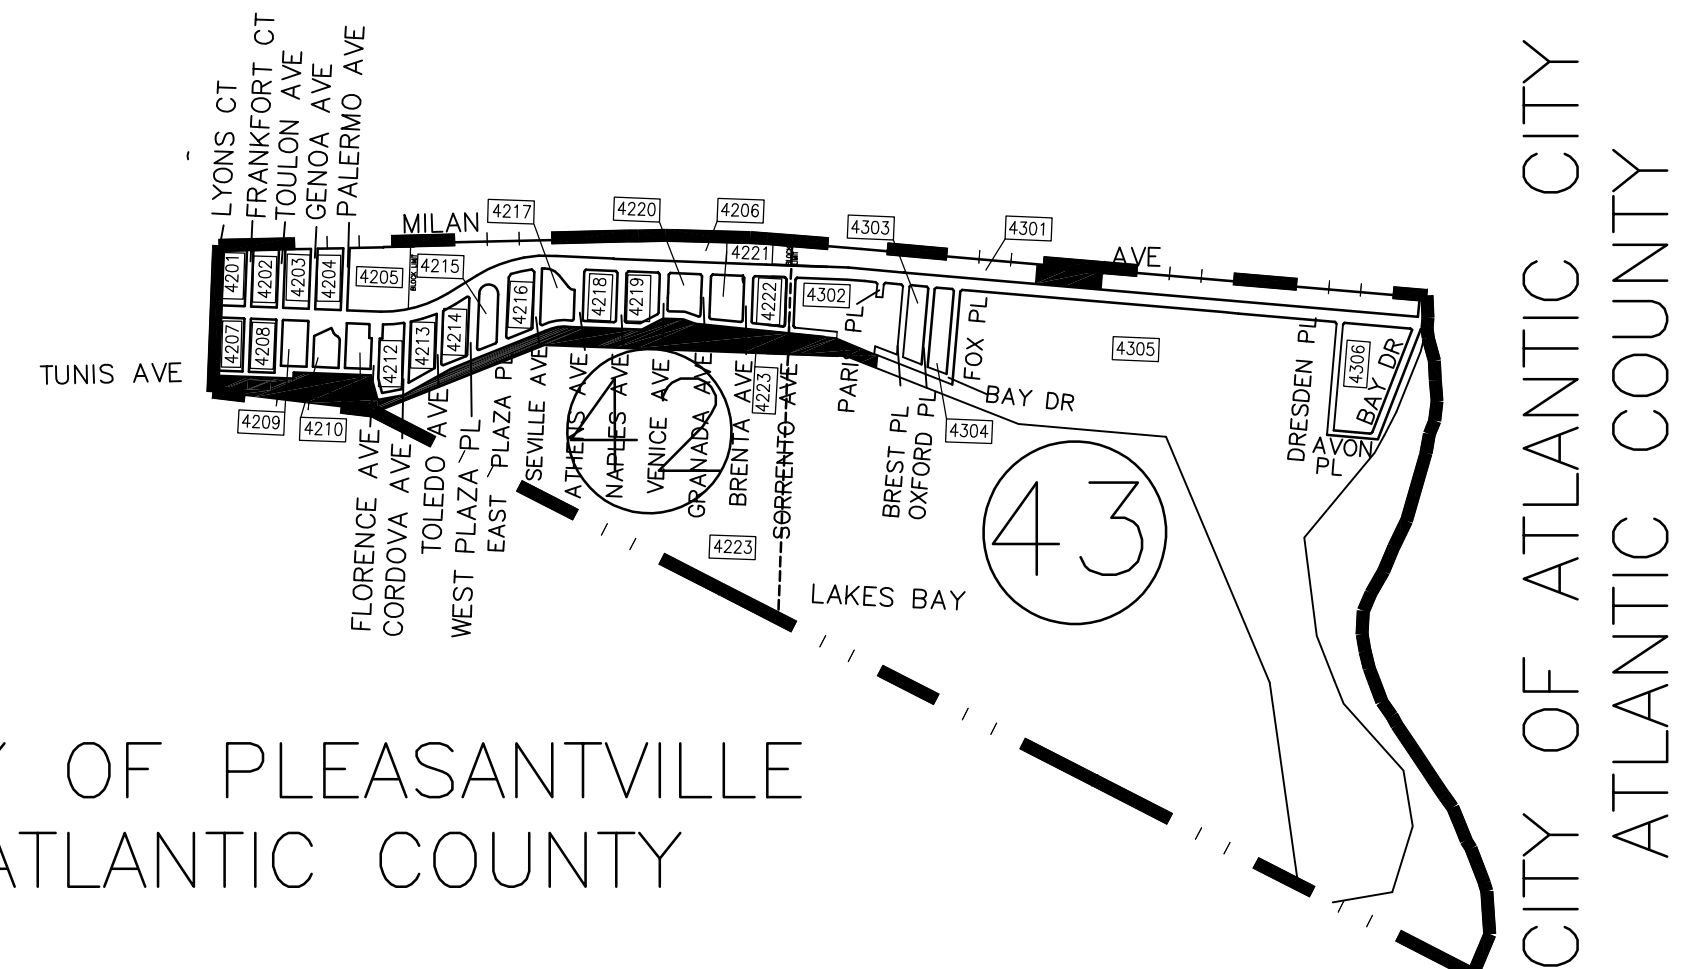 LYONS CT
FRANKFORT CT
TOULON AVE
GENOA AVE
PALERMO AVE
MILAN AVE
4217
4220
4206
4303
4301
4221
4201
4202
4203
4204
4205
BLOCK LIMIT
4215
4216
4218
4219
4222
4302
4207
4208
4212
4213
4214
TUNIS AVE
4209
4210
FLORENCE AVE
CORDOVA AVE
TOLEDO AVE
WEST PLAZA PL
EAST PLAZA PL
SEVILLE AVE
ATHENS AVE
NAPLES AVE
VENICE AVE
GRANADA AVE
BRENTA AVE
4223
SORRENTO AVE
42
PL
BREST PL
OXFORD PL
FOX PL
4304
4305
BAY DR
DRESDEN PL
4306
BAY DR
AVON
PL
43
4223
LAKES BAY
Y OF PLEASANTVILLE
ATLANTIC COUNTY
CITY OF ATLANTIC CITY
ATLANTIC COUNTY